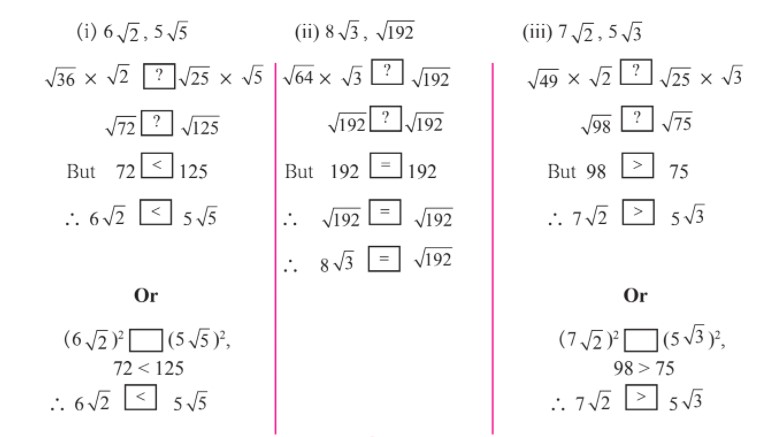 (i) 6√2, 5√5
√36 × √2 ? √25 × √5
√72 ? √125
But 72 < 125
∴ 6√2 < 5√5
Or
(6√2)² □ (5√5)²,
72 < 125
∴ 6√2 < 5√5
(ii) 8√3, √192
√64 × √3 ? √192
√192 ? √192
But 192 = 192
∴ √192 = √192
∴ 8√3 = √192
(iii) 7√2, 5√3
√49 × √2 ? √25 × √3
√98 ? √75
But 98 > 75
∴ 7√2 > 5√3
Or
(7√2)² □ (5√3)²,
98 > 75
∴ 7√2 > 5√3